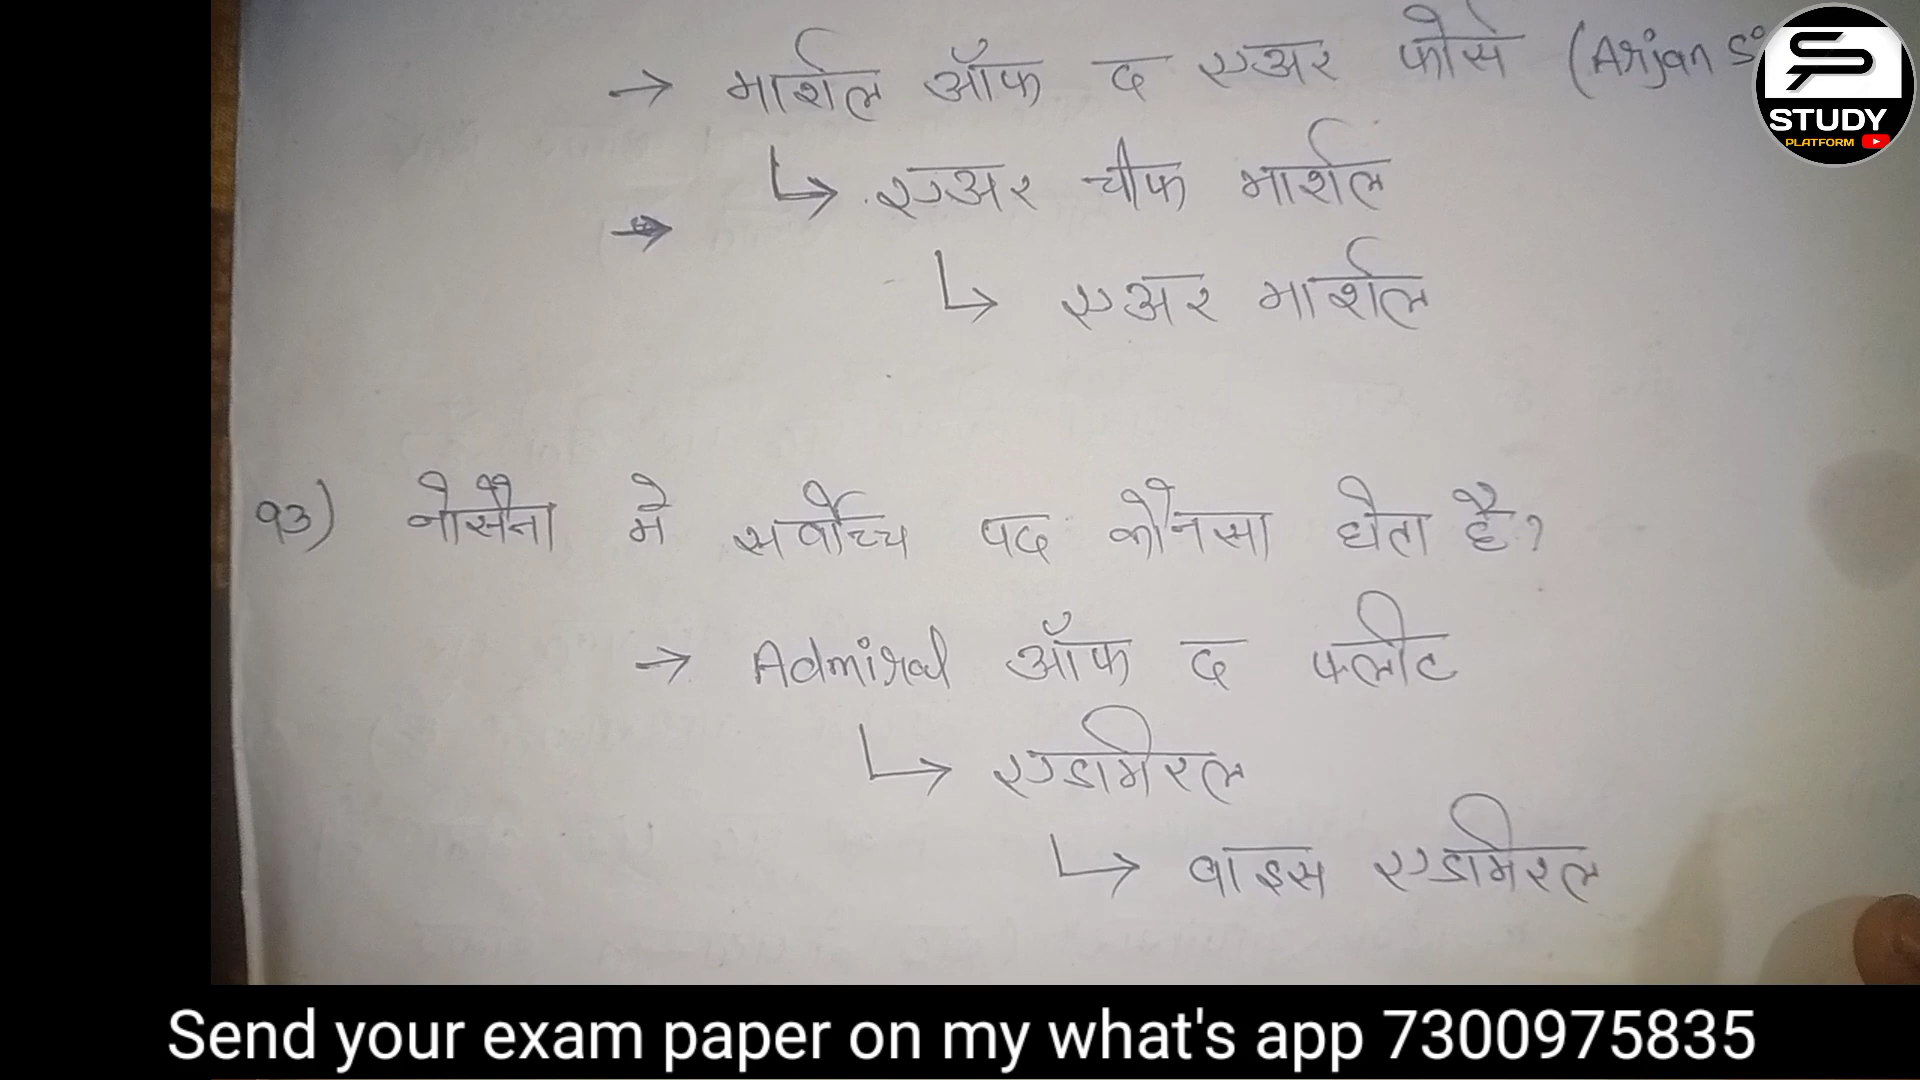 → मार्शल ऑफ द एअर फोर्स (Arjan S
↳ एअर चीफ मार्शल
→
↳ एअर मार्शल
STUDY
PLATFORM
93) नौसेना मे सर्वोच्च पद कौनसा होता है?
→ Admiral ऑफ द फ्लीट
↳ एडमिरल
↳ वाइस एडमिरल
Send your exam paper on my what's app 7300975835